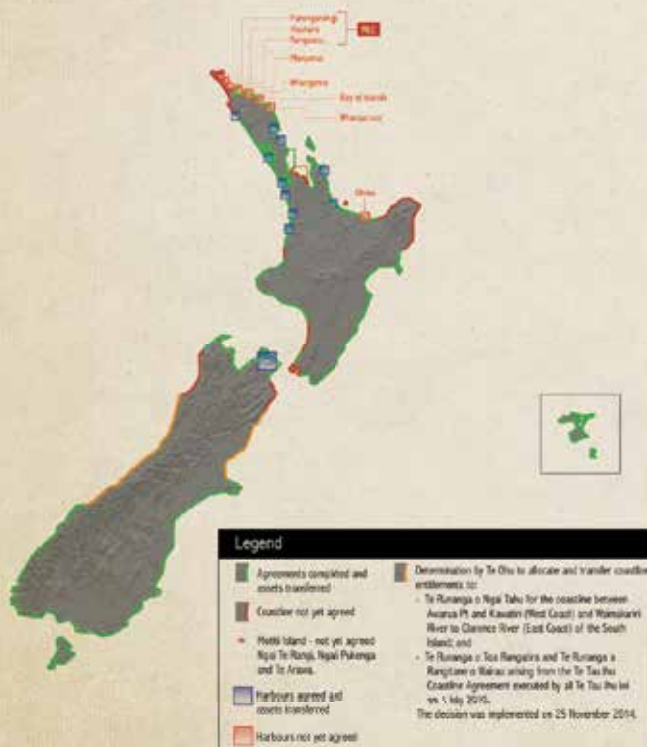 Whangaroa
Bay of Islands
Ohiwa
Legend
Agreements completed and
assets transferred
Coastline not yet agreed
Motiti Island - not yet agreed
Ngai Te Rangi, Ngati Pukenga
and Te Arawa.
Harbours agreed and
assets transferred
Harbours not yet agreed
Determination by Te Ohu to allocate and transfer coastline
entitlements to:
- Te Runanga o Ngai Tahu for the coastline between
Awarua Pt and Kawatiri (West Coast) and Waimakariri
River to Clarence River (East Coast) of the South
Island; and
- Te Runanga o Toa Rangatira and Te Runanga a
Rangitane o Wairau arising from the Te Tau Ihu
Coastline Agreement executed by all Te Tau Ihu iwi
on 1 July 2010.
The decision was implemented on 25 November 2014.